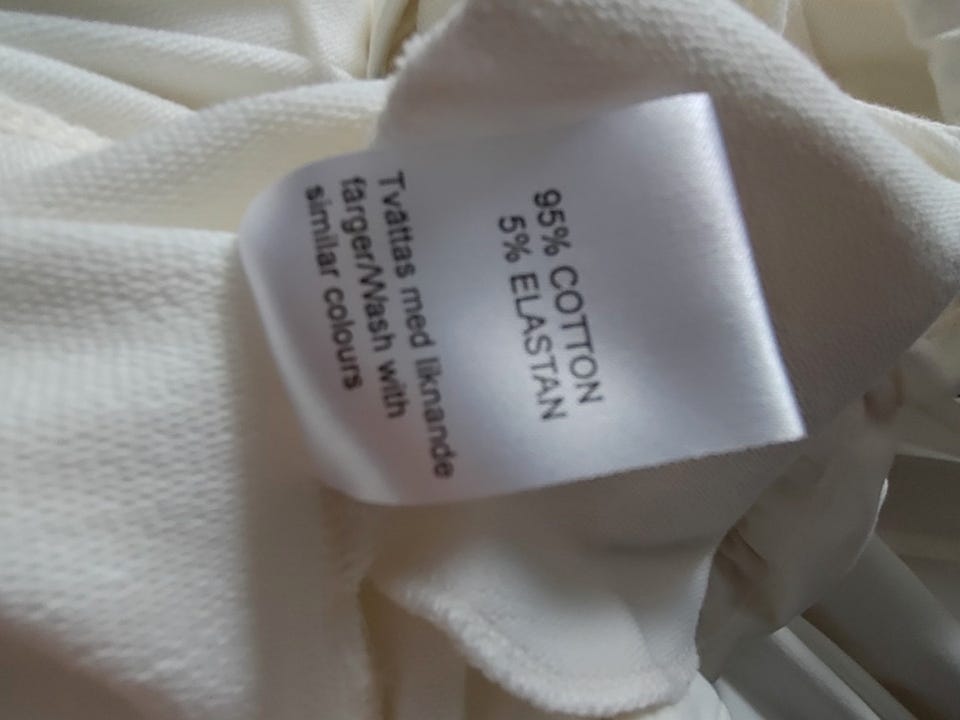 95% COTTON
5% ELASTAN
Tvättas med liknande
färger/Wash with
similar colours